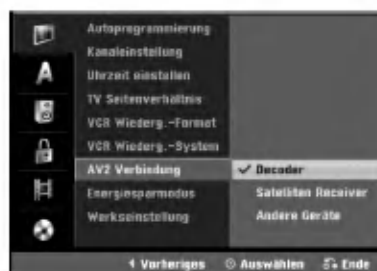 Autoprogrammierung
Kanaleinstellung
Uhrzeit einstellen
TV Seitenverhältnis
VCR Wiederg.-Format
VCR Wiederg.-System
AV2 Verbindung ✓ Decoder
Energiesparmodus Satelliten Receiver
Werkseinstellung Andere Geräte
A
◀ Vorheriges ⊙ Auswählen Ende